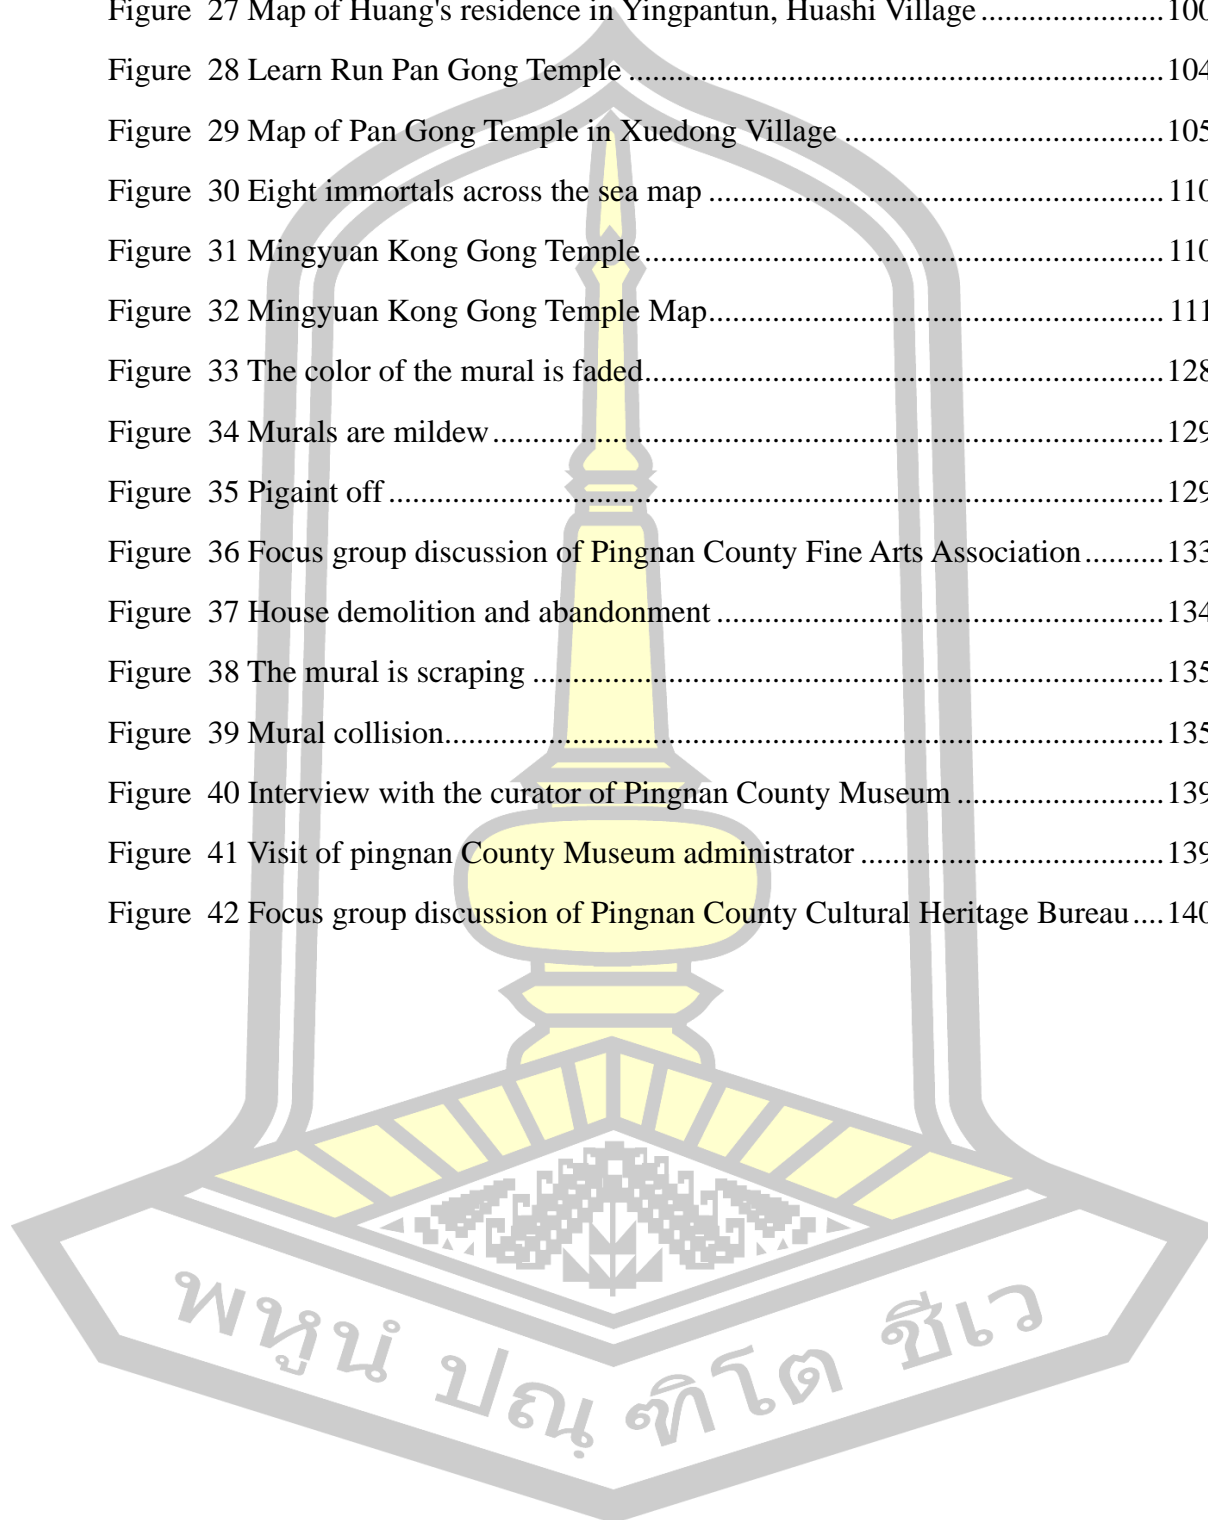 Figure 27 Map of Huang's residence in Yingpantun, Huashi Village ............ 100
Figure 28 Learn Run Pan Gong Temple ............ 104
Figure 29 Map of Pan Gong Temple in Xuedong Village ............ 105
Figure 30 Eight immortals across the sea map ............ 110
Figure 31 Mingyuan Kong Gong Temple ............ 110
Figure 32 Mingyuan Kong Gong Temple Map ............ 111
Figure 33 The color of the mural is faded ............ 128
Figure 34 Murals are mildew ............ 129
Figure 35 Pigaint off ............ 129
Figure 36 Focus group discussion of Pingnan County Fine Arts Association .......... 133
Figure 37 House demolition and abandonment ............ 134
Figure 38 The mural is scraping ............ 135
Figure 39 Mural collision ............ 135
Figure 40 Interview with the curator of Pingnan County Museum ............ 139
Figure 41 Visit of pingnan County Museum administrator ............ 139
Figure 42 Focus group discussion of Pingnan County Cultural Heritage Bureau .... 140
พหูนํ ปณฺฑิโต ชีเว